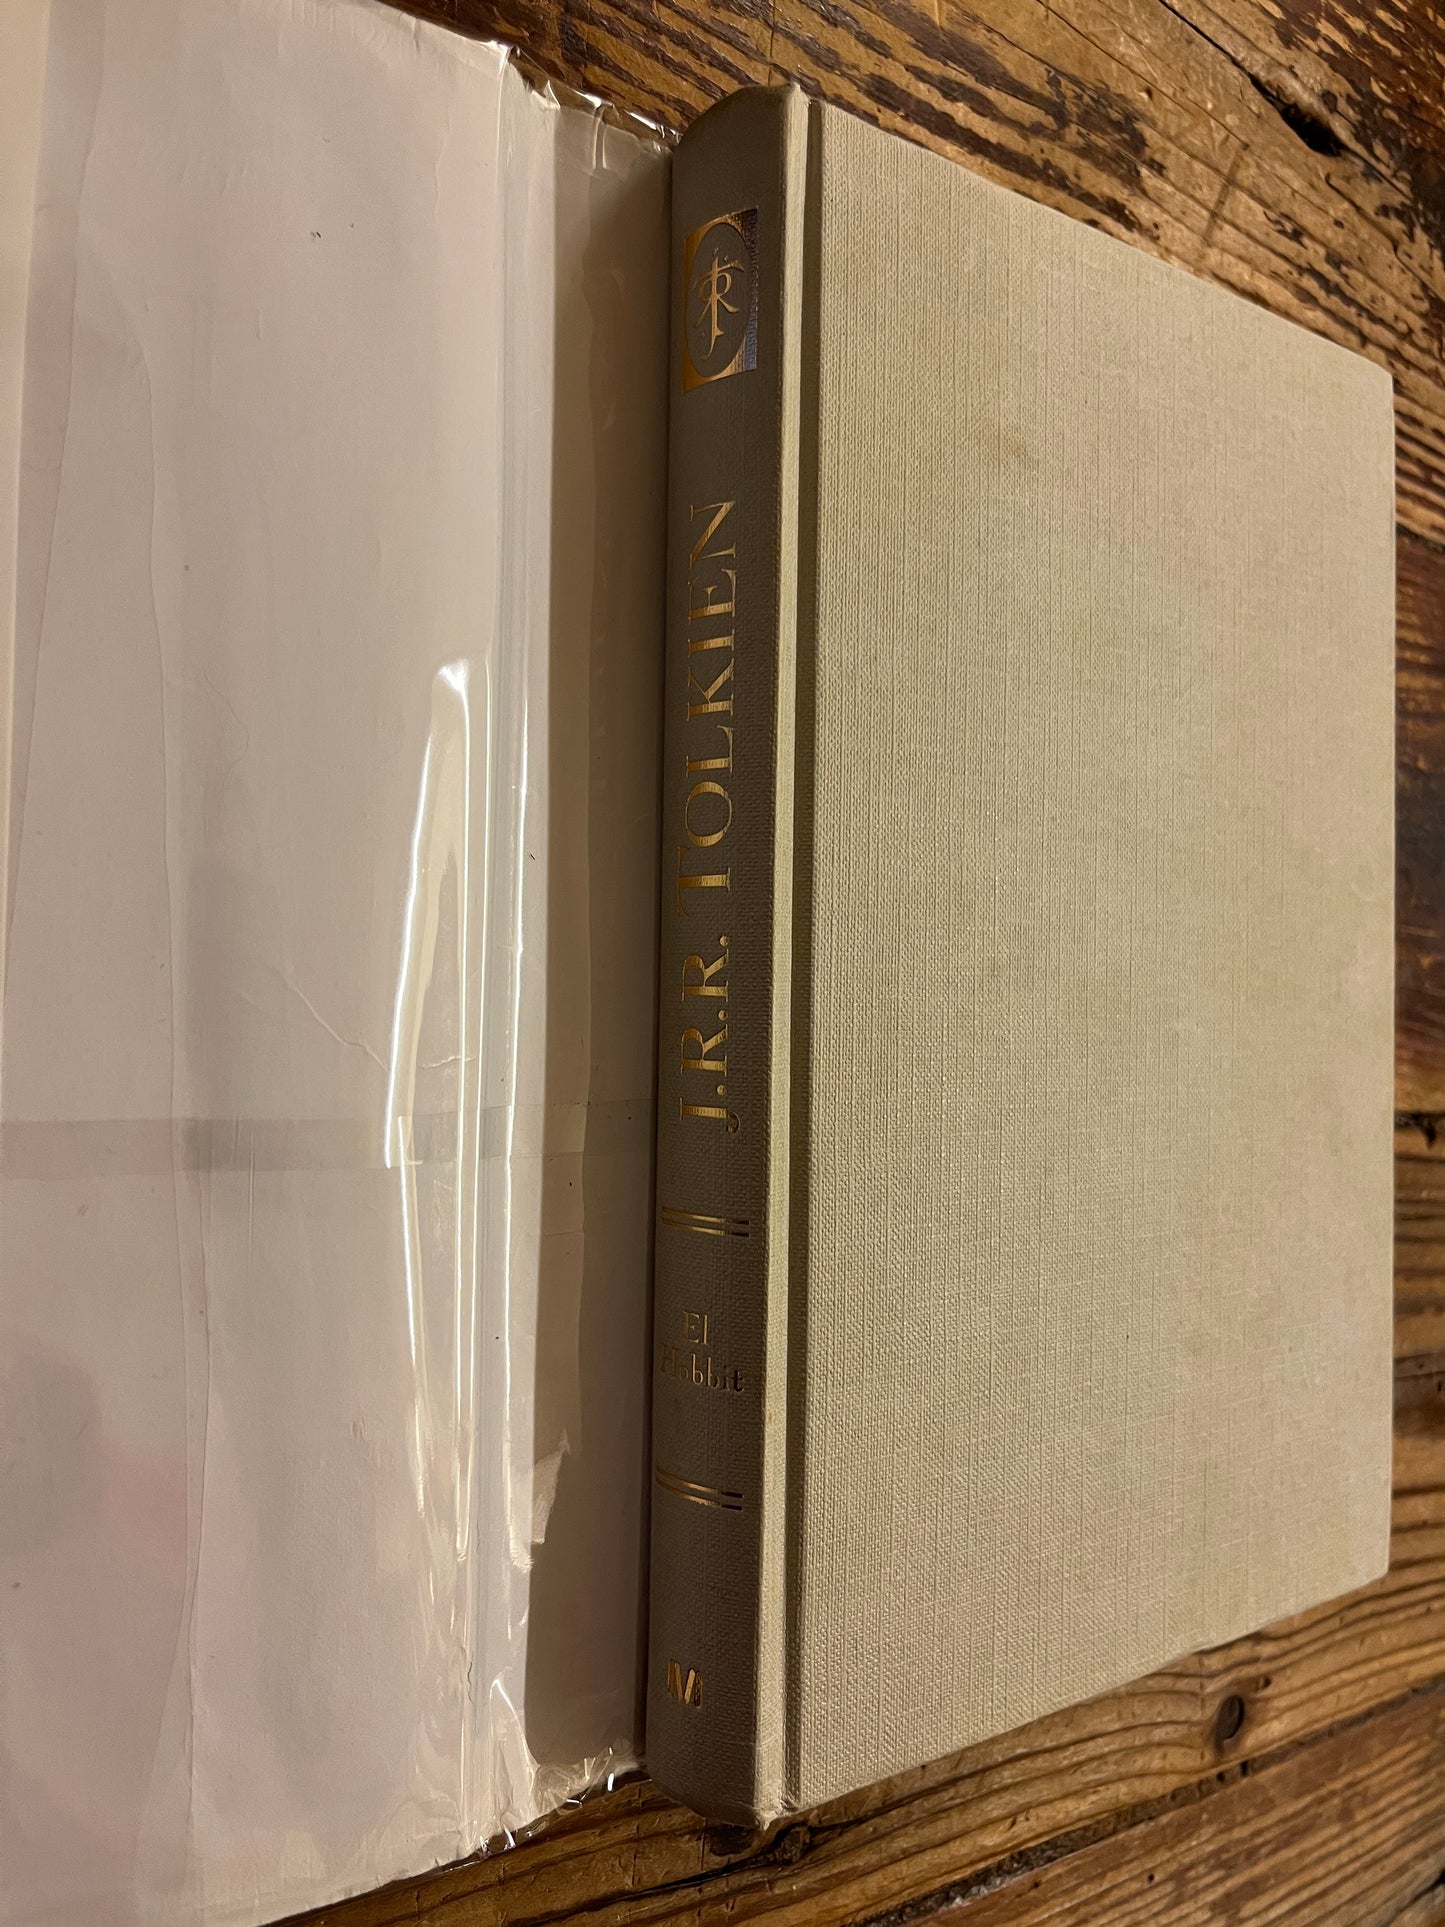 J.R.R. TOLKIEN
El
Hobbit
M